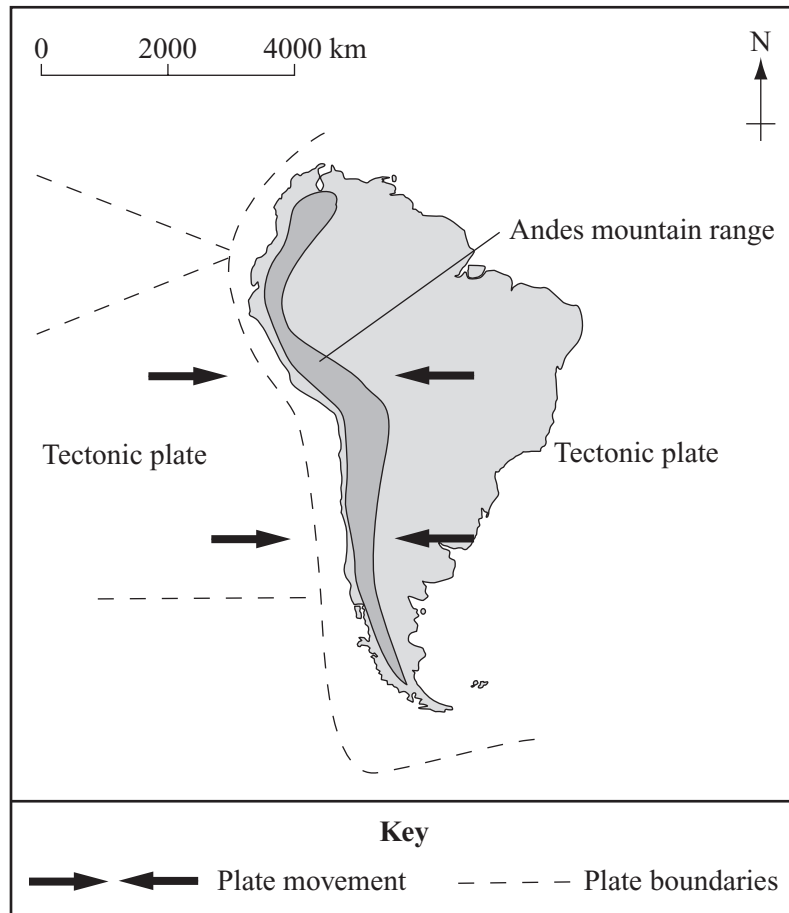 0 2000 4000 km
N
Andes mountain range
Tectonic plate
Tectonic plate
Key
Plate movement
Plate boundaries